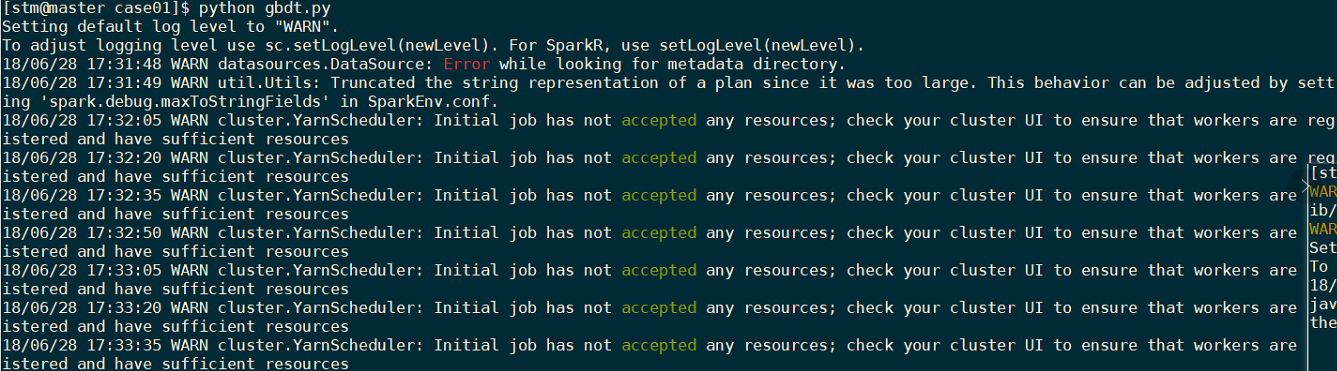 [stm@master case01]$ python gbdt.py
Setting default log level to "WARN".
To adjust logging level use sc.setLogLevel(newLevel). For SparkR, use setLogLevel(newLevel).
18/06/28 17:31:48 WARN datasources.DataSource: Error while looking for metadata directory.
18/06/28 17:31:49 WARN util.Utils: Truncated the string representation of a plan since it was too large. This behavior can be adjusted by sett
ing 'spark.debug.maxToStringFields' in SparkEnv.conf.
18/06/28 17:32:05 WARN cluster.YarnScheduler: Initial job has not accepted any resources; check your cluster UI to ensure that workers are reg
istered and have sufficient resources
18/06/28 17:32:20 WARN cluster.YarnScheduler: Initial job has not accepted any resources; check your cluster UI to ensure that workers are reg
istered and have sufficient resources
[st
18/06/28 17:32:35 WARN cluster.YarnScheduler: Initial job has not accepted any resources; check your cluster UI to ensure that workers are
WAR
istered and have sufficient resources
ib/
18/06/28 17:32:50 WARN cluster.YarnScheduler: Initial job has not accepted any resources; check your cluster UI to ensure that workers are
WAR
istered and have sufficient resources
Set
18/06/28 17:33:05 WARN cluster.YarnScheduler: Initial job has not accepted any resources; check your cluster UI to ensure that workers are
To
istered and have sufficient resources
18/
18/06/28 17:33:20 WARN cluster.YarnScheduler: Initial job has not accepted any resources; check your cluster UI to ensure that workers are
jav
istered and have sufficient resources
the
18/06/28 17:33:35 WARN cluster.YarnScheduler: Initial job has not accepted any resources; check your cluster UI to ensure that workers are
istered and have sufficient resources